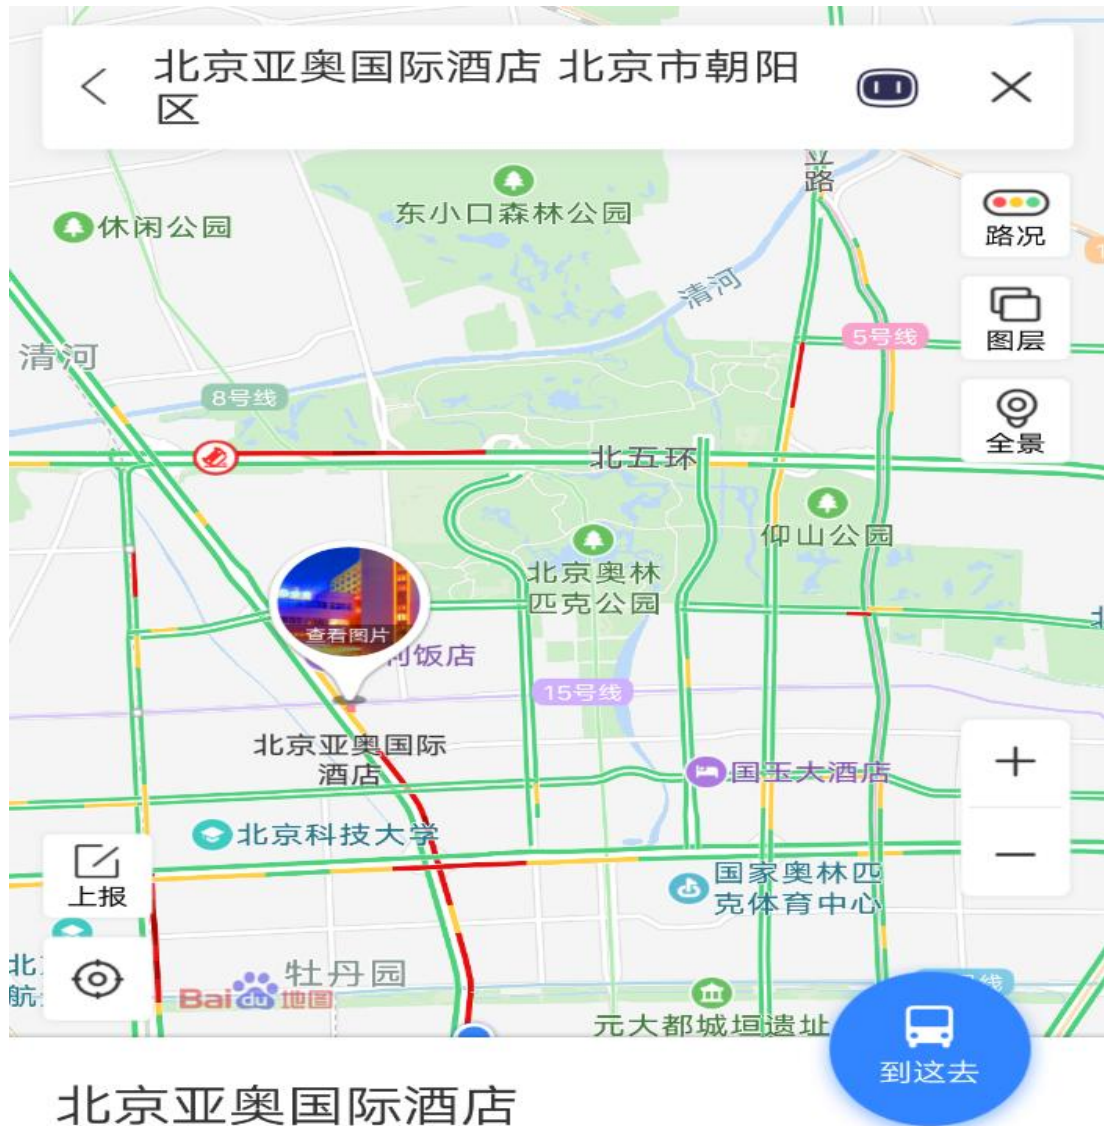 北京亚奥国际酒店 北京市朝阳
区
立
路
路况
东小口森林公园
休闲公园
清河
图层
5号线
清河
8号线
全景
北五环
仰山公园
北京奥林
匹克公园
查看图片
饭店
15号线
北京亚奥国际
酒店
国玉大酒店
北京科技大学
上报
国家奥林匹
克体育中心
北
航
牡丹园
Bai du 地图
线
元大都城垣遗址
到这去
北京亚奥国际酒店